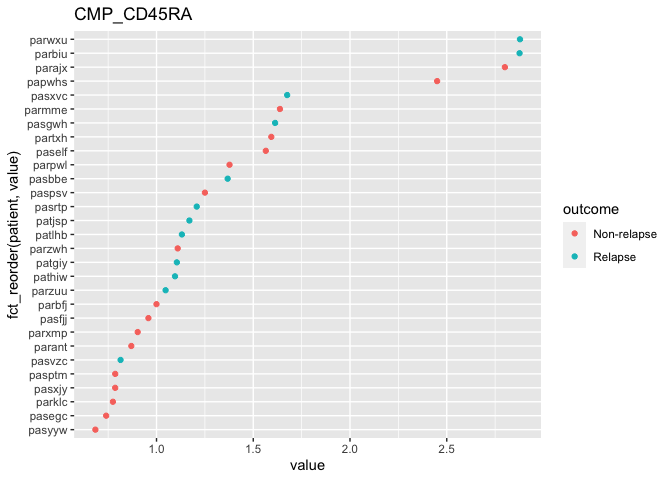 CMP_CD45RA
fct_reorder(patient, value)
parwxu
parbiu
parajx
papwhs
pasxvc
parmme
pasgwh
partxh
paself
parpwl
pasbbe
paspsv
pasrtp
patjsp
patlhb
parzwh
patgiy
pathiw
parzuu
parbfj
pasfjj
parxmp
parant
pasvzc
pasptm
pasxjy
parklc
pasegc
pasyyw
1.0 1.5 2.0 2.5
value
outcome
Non-relapse
Relapse